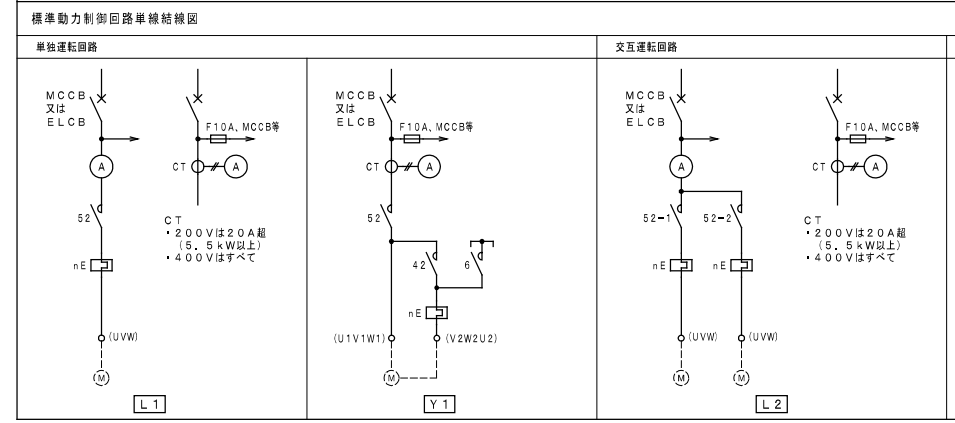 標準動力制御回路単線結線図
単独運転回路
MCCB
又は
ELCB
A
52
nE
(UVW)
M
F10A、MCCB等
CT
A
CT
・200Vは20A超
(5.5kW以上)
・400Vはすべて
L1
MCCB
又は
ELCB
F10A、MCCB等
CT
A
52
42
6
nE
(U1V1W1)
(V2W2U2)
M
Y1
交互運転回路
MCCB
又は
ELCB
A
52-1
52-2
nE
nE
(UVW)
(UVW)
M
M
F10A、MCCB等
CT
A
CT
・200Vは20A超
(5.5kW以上)
・400Vはすべて
L2